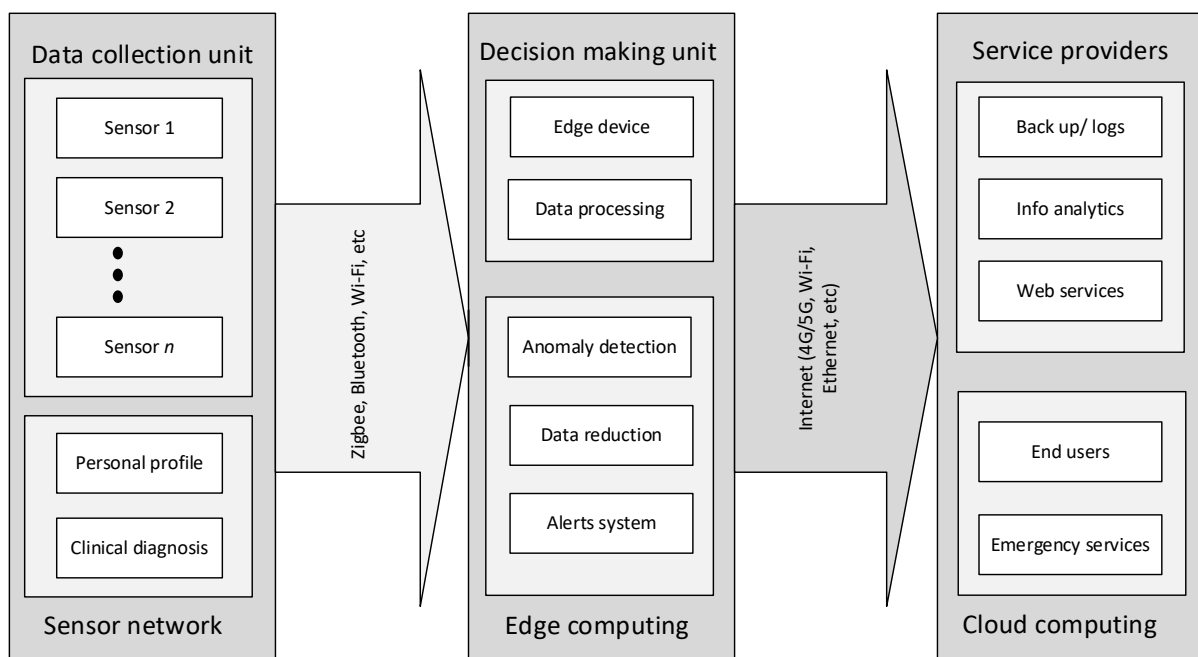 Data collection unit
Sensor 1
Sensor 2
Sensor n
Personal profile
Clinical diagnosis
Sensor network
Zigbee, Bluetooth, Wi-Fi, etc
Decision making unit
Edge device
Data processing
Anomaly detection
Data reduction
Alerts system
Edge computing
Internet (4G/5G, Wi-Fi,
Ethernet, etc)
Service providers
Back up/ logs
Info analytics
Web services
End users
Emergency services
Cloud computing